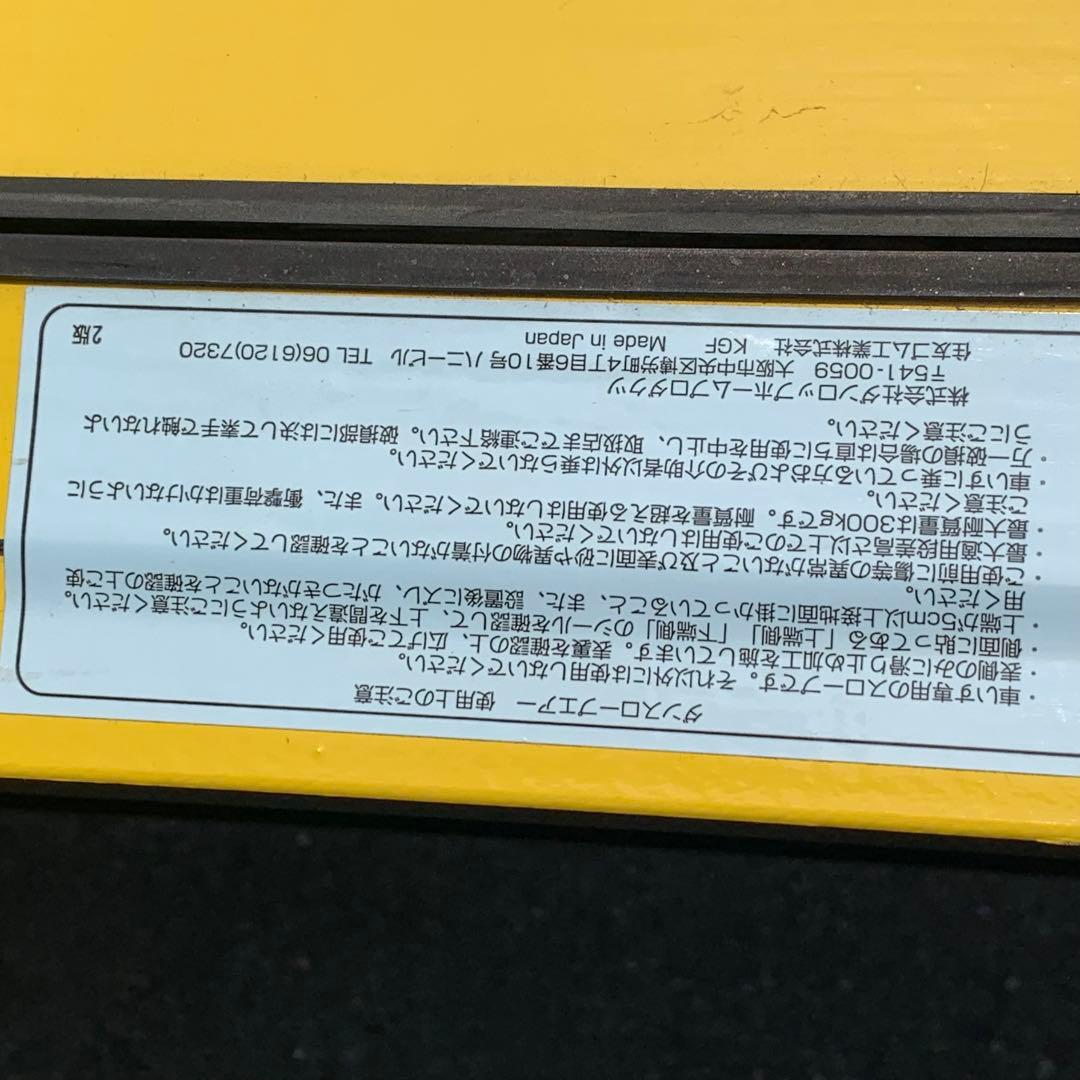 ダンスロープエアー　使用上のご注意
・車いす専用のスロープです。それ以外には使用しないでください。
・表側のみに滑り止め加工を施しています。表裏を確認の上、広げてご使用ください。
・側面に貼ってある「上端側」「下端側」のシールを確認して、上下を間違えないようにご注意ください。
・上端が5cm以上接地面に掛かっていること、また、設置後にズレ、がたつきがないことを確認の上ご使
用ください。
・ご使用前に傷等の異常がないこと及び表面に砂や異物の付着がないことを確認してください。
・最大適用段差高さ以上でのご使用はしないでください。
・最大耐質量は300kgです。耐質量を超える使用はしないでください。また、衝撃荷重はかけないように
ご注意ください。
・車いすに乗っている方およびその介助者以外は乗らないでください。
・万一破損の場合は直ちに使用を中止し、取扱店までご連絡下さい。破損部には決して素手で触れないよ
うにご注意ください。
株式会社ダンロップホームプロダクツ
〒541-0059 大阪市中央区博労町4丁目6番10号 ハニービル TEL 06(6120)7320
住友ゴム工業株式会社 KGF Made in Japan
2版